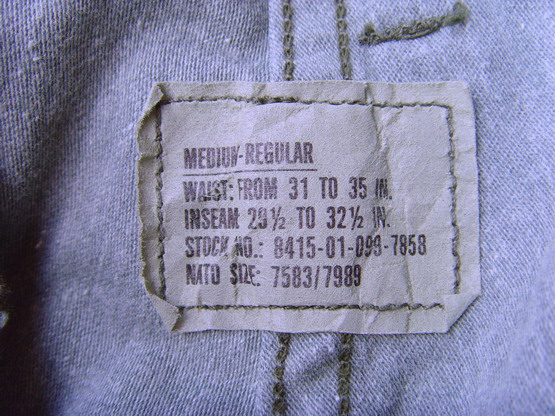 MEDIUM-REGULAR
WAIST: FROM 31 TO 35 IN.
INSEAM 29½ TO 32½ IN.
STOCK NO.: 8415-01-099-7858
NATO SIZE: 7583/7989